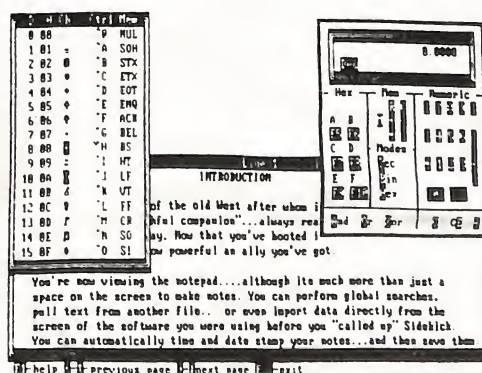 D H Ch Ctrl Mem
0 00 ^@ NUL
1 01 ^A SOH
2 02 ^B STX
3 03 ^C ETX
4 04 ^D EOT
5 05 ^E ENQ
6 06 ^F ACK
7 07 ^G BEL
8 08 ^H BS
9 09 ^I HT
10 0A ^J LF
11 0B ^K VT
12 0C ^L FF
13 0D ^M CR
14 0E ^N SO
15 0F ^O SI
0.0000
Hex Mem Numeric
A B
C D Modes
E F
Line 1
INTRODUCTION
of the old West after whom i
hful companion"...always rea
ay. Now that you've booted i
ow powerful an ally you've got.
You're now viewing the notepad....although its much more than just a
space on the screen to make notes. You can perform global searches,
pull text from another file.. or even import data directly from the
screen of the software you were using before you "called up" Sidekick.
You can automatically time and date stamp your notes...and then save them
help previous page next page exit